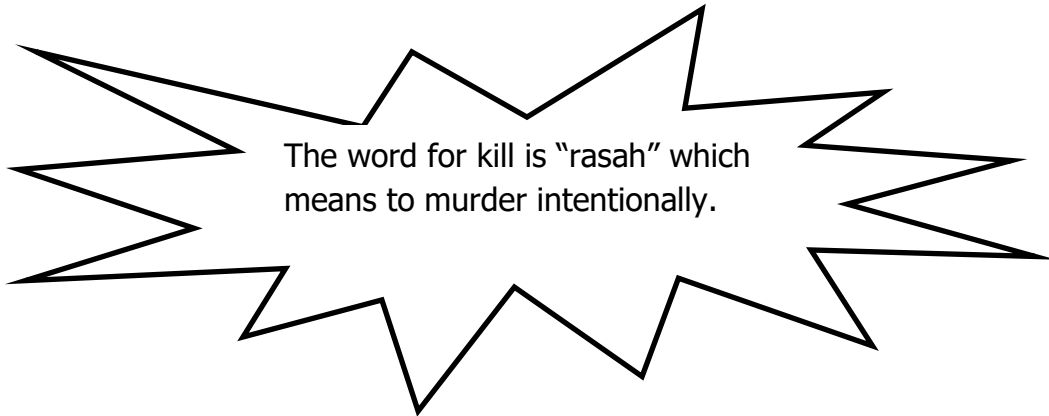 The word for kill is “rasah” which
means to murder intentionally.